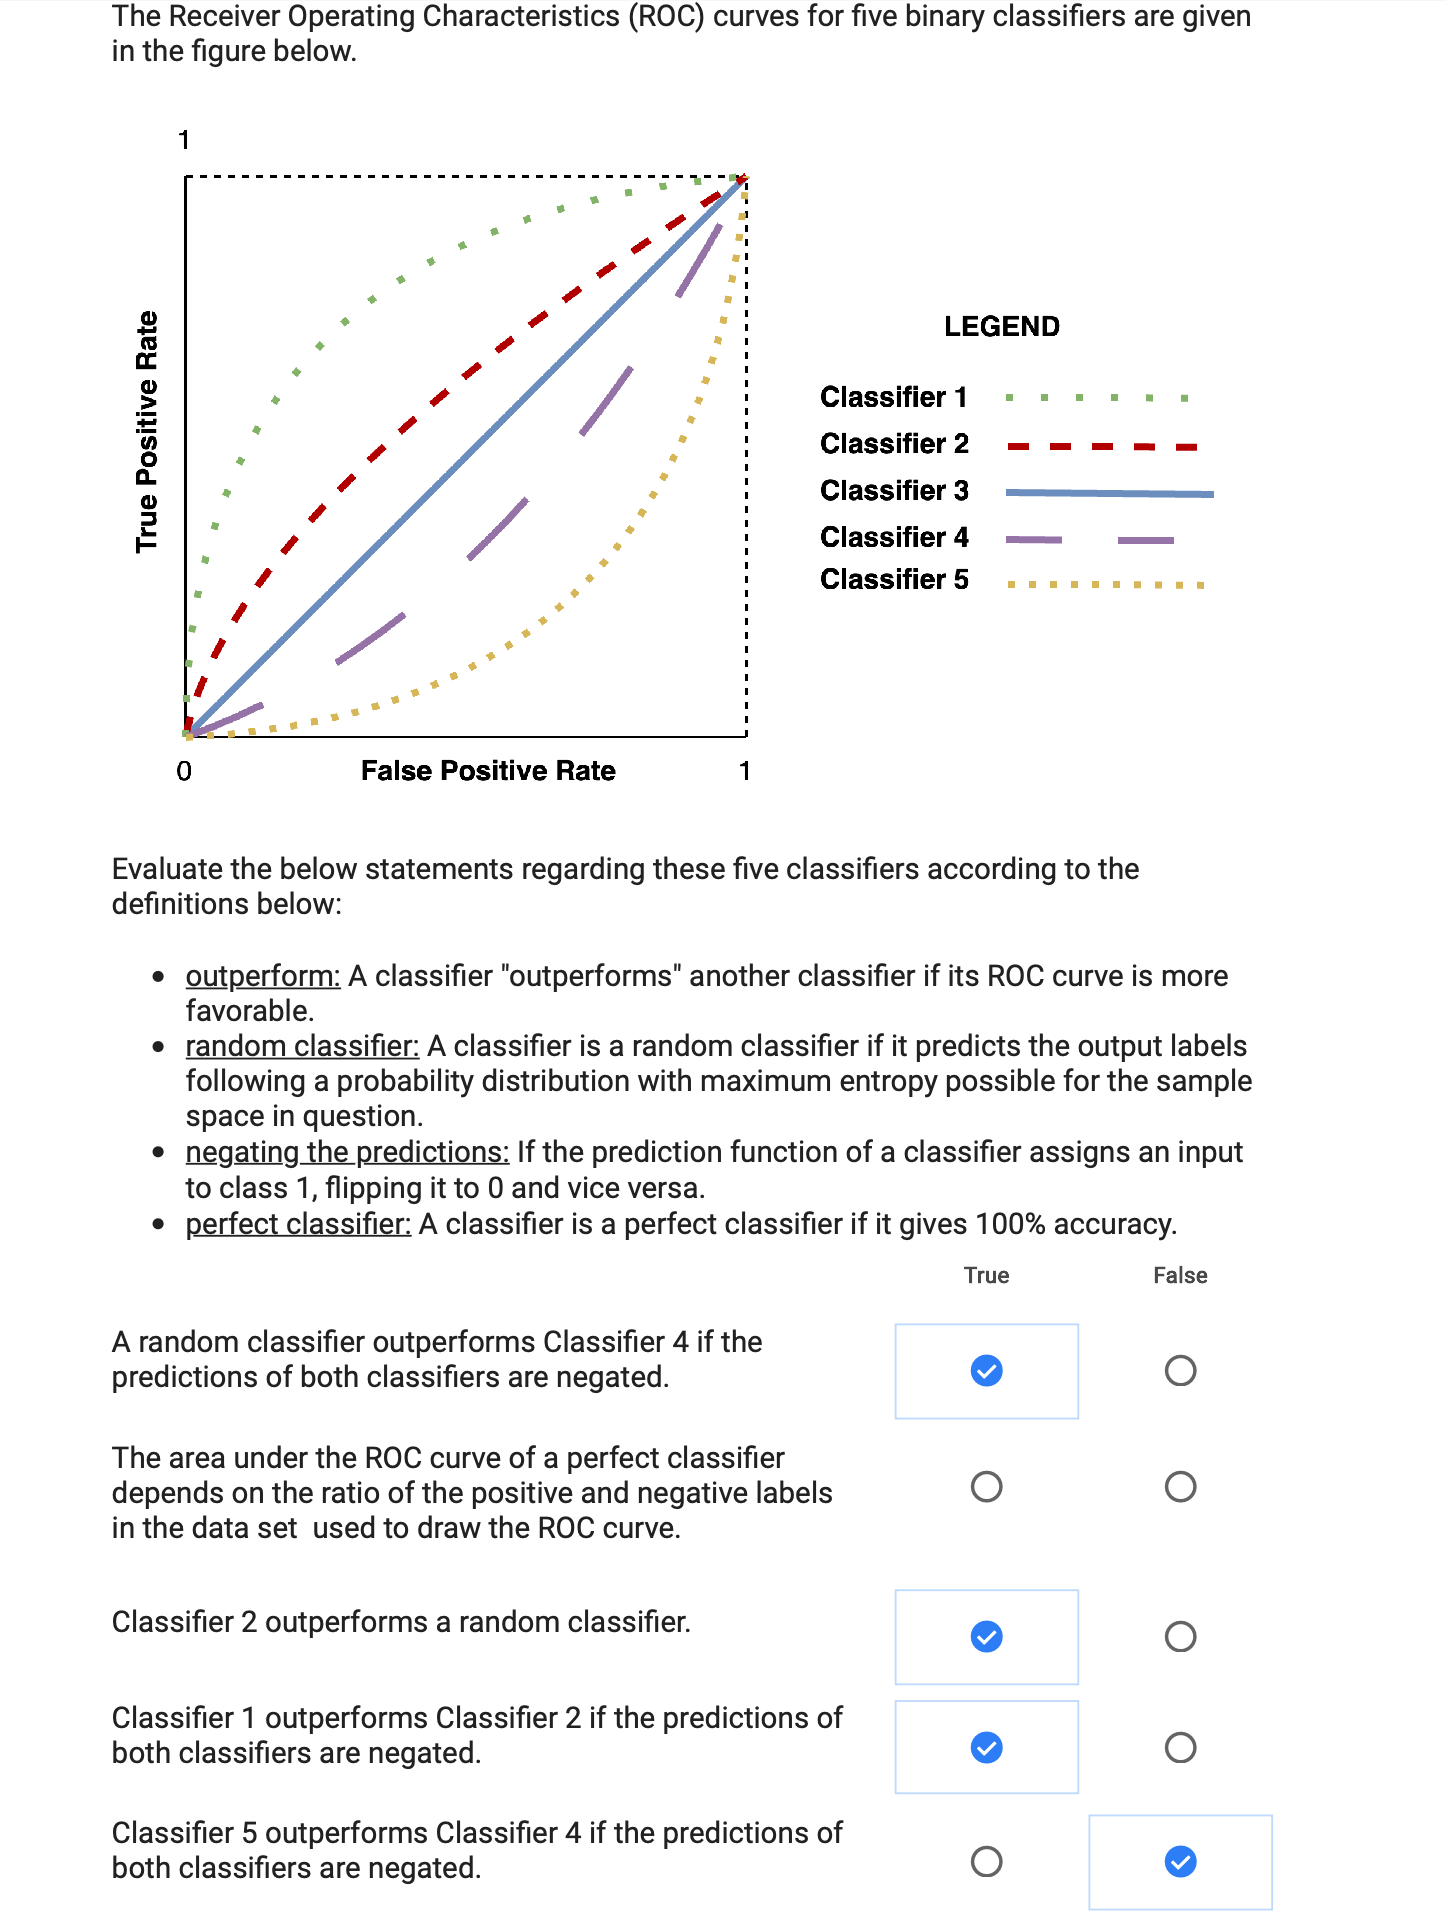 The Receiver Operating Characteristics (ROC) curves for five binary classifiers are given
in the figure below.
1
True Positive Rate
0
False Positive Rate
1
LEGEND
Classifier 1
Classifier 2
Classifier 3
Classifier 4
Classifier 5
Evaluate the below statements regarding these five classifiers according to the
definitions below:
• outperform: A classifier "outperforms" another classifier if its ROC curve is more
favorable.
• random classifier: A classifier is a random classifier if it predicts the output labels
following a probability distribution with maximum entropy possible for the sample
space in question.
• negating the predictions: If the prediction function of a classifier assigns an input
to class 1, flipping it to 0 and vice versa.
• perfect classifier: A classifier is a perfect classifier if it gives 100% accuracy.
True False
A random classifier outperforms Classifier 4 if the
predictions of both classifiers are negated.
The area under the ROC curve of a perfect classifier
depends on the ratio of the positive and negative labels
in the data set  used to draw the ROC curve.
Classifier 2 outperforms a random classifier.
Classifier 1 outperforms Classifier 2 if the predictions of
both classifiers are negated.
Classifier 5 outperforms Classifier 4 if the predictions of
both classifiers are negated.